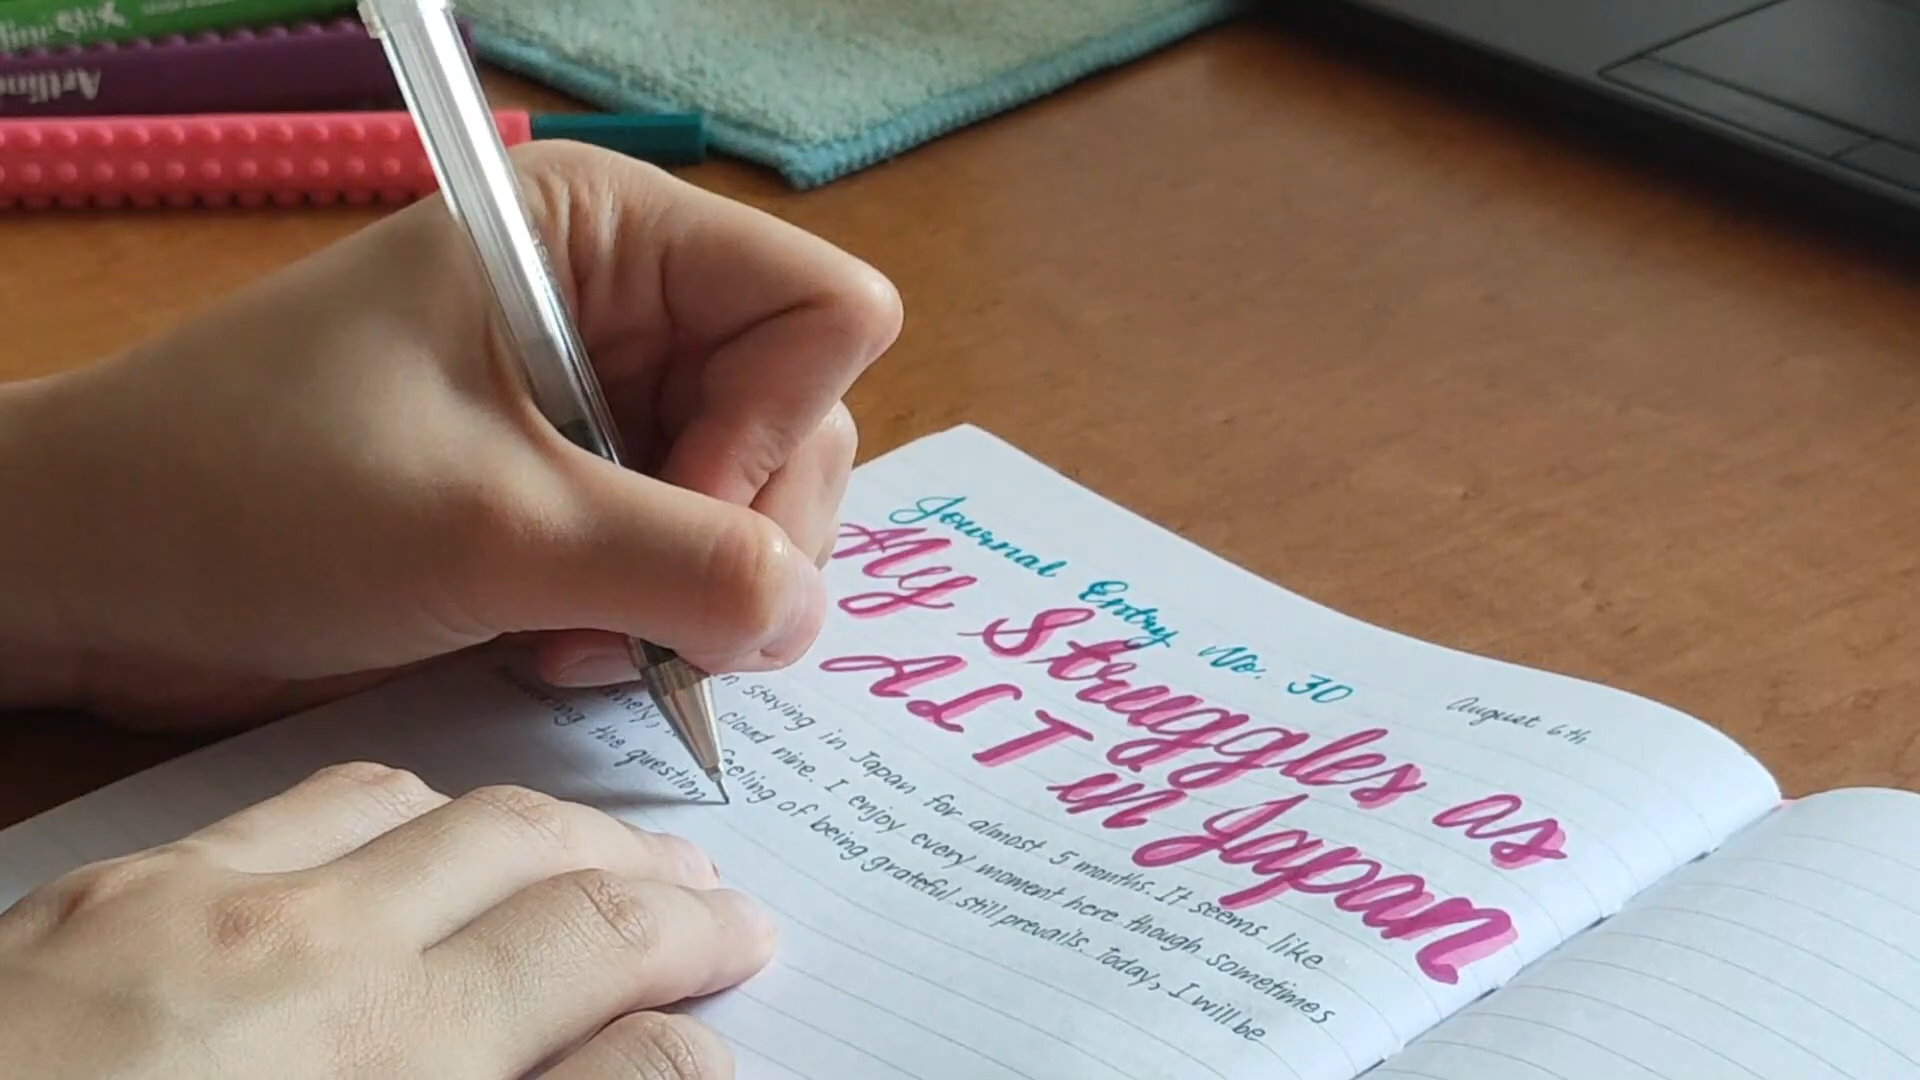 Artlin
Journal Entry No. 30
August 6th
My Struggles as
ALT in Japan
staying in Japan for almost 5 months. It seems like
cloud nine. I enjoy every moment here though sometimes
feeling of being grateful still prevails. Today, I will be
the question